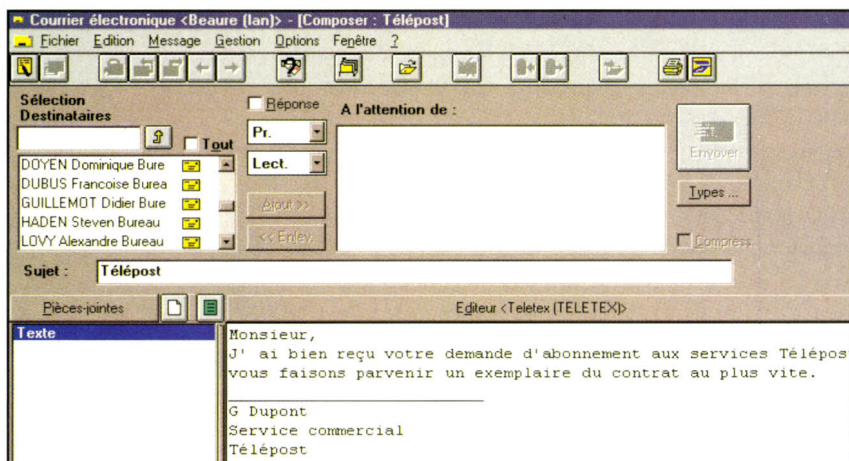 Courrier électronique <Beaure (lan)> - [Composer : Télépost]
Fichier Edition Message Gestion Options Fenêtre ?
Sélection
Destinataires
Tout
DOYEN Dominique Bure
DUBUS Francoise Burea
GUILLEMOT Didier Bure
HADEN Steven Bureau
LOVY Alexandre Bureau
Réponse
Pr.
Lect.
Ajout >>
<< Enlev.
A l'attention de :
Envoyer
Types ...
Compress.
Sujet : Télépost
Pièces-jointes
Editeur <Teletex (TELETEX)>
Texte
Monsieur,
J' ai bien reçu votre demande d'abonnement aux services Télépos
vous faisons parvenir un exemplaire du contrat au plus vite.
G Dupont
Service commercial
Télépost